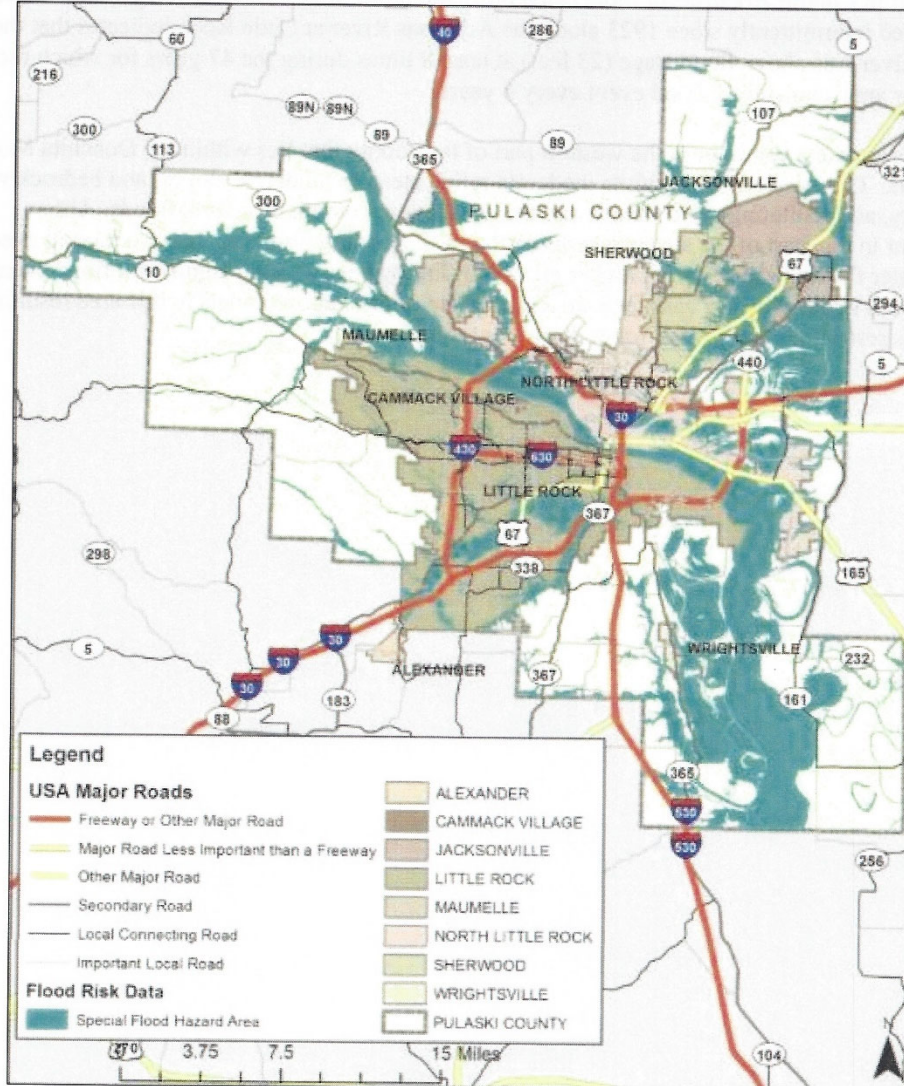 40
286
5
60
216
89N
89N
107
300
89
89
113
365
321
JACKSONVILLE
300
PULASKI COUNTY
SHERWOOD
67
10
294
MAUMELLE
440
5
NORTH LITTLE ROCK
CAMMACK VILLAGE
30
430
630
LITTLE ROCK
367
67
298
338
165
5
30
WRIGHTSVILLE
232
30
ALEXANDER
367
30
183
161
88
365
530
530
256
104
Legend
USA Major Roads
Freeway or Other Major Road
Major Road Less Important than a Freeway
Other Major Road
Secondary Road
Local Connecting Road
Important Local Road
Flood Risk Data
Special Flood Hazard Area
ALEXANDER
CAMMACK VILLAGE
JACKSONVILLE
LITTLE ROCK
MAUMELLE
NORTH LITTLE ROCK
SHERWOOD
WRIGHTSVILLE
PULASKI COUNTY
3.75 7.5 15 Miles
N